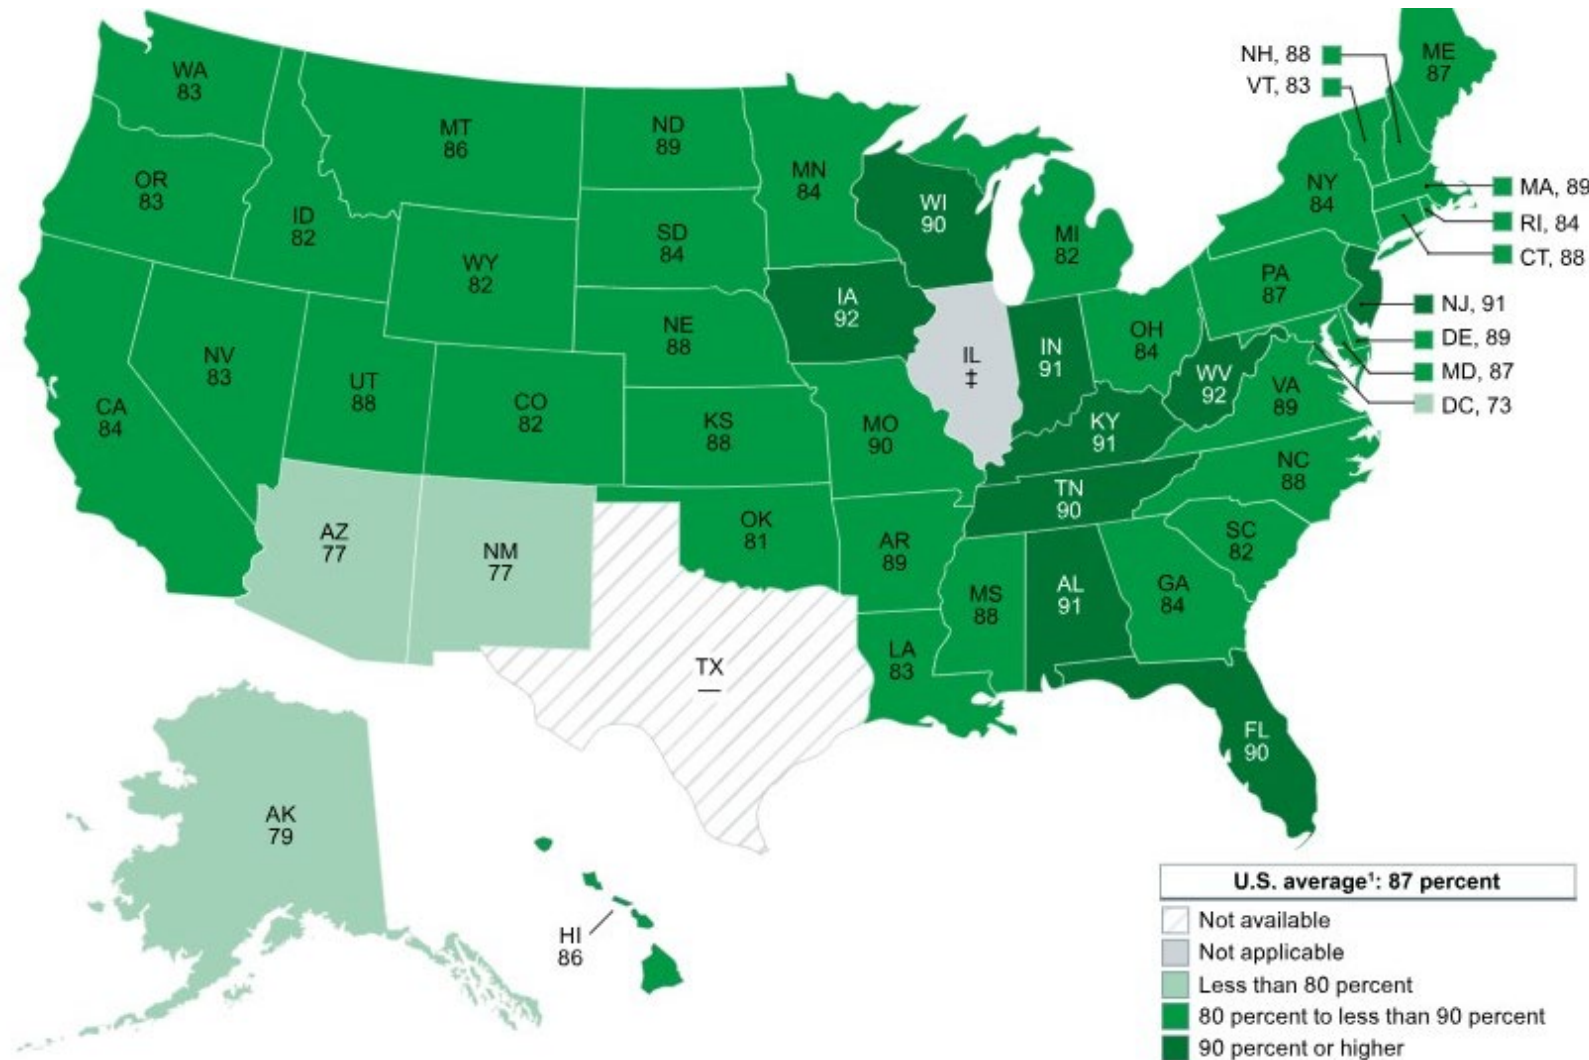 WA
83
OR
83
CA
84
NV
83
ID
82
MT
86
WY
82
UT
88
CO
82
AZ
77
NM
77
ND
89
SD
84
NE
88
KS
88
OK
81
TX
—
MN
84
IA
92
MO
90
AR
89
LA
83
WI
90
IL
‡
MI
82
IN
91
OH
84
KY
91
TN
90
MS
88
AL
91
GA
84
FL
90
SC
82
NC
88
VA
89
WV
92
PA
87
NY
84
ME
87
NH, 88
VT, 83
MA, 89
RI, 84
CT, 88
NJ, 91
DE, 89
MD, 87
DC, 73
AK
79
HI
86
U.S. average¹: 87 percent
Not available
Not applicable
Less than 80 percent
80 percent to less than 90 percent
90 percent or higher